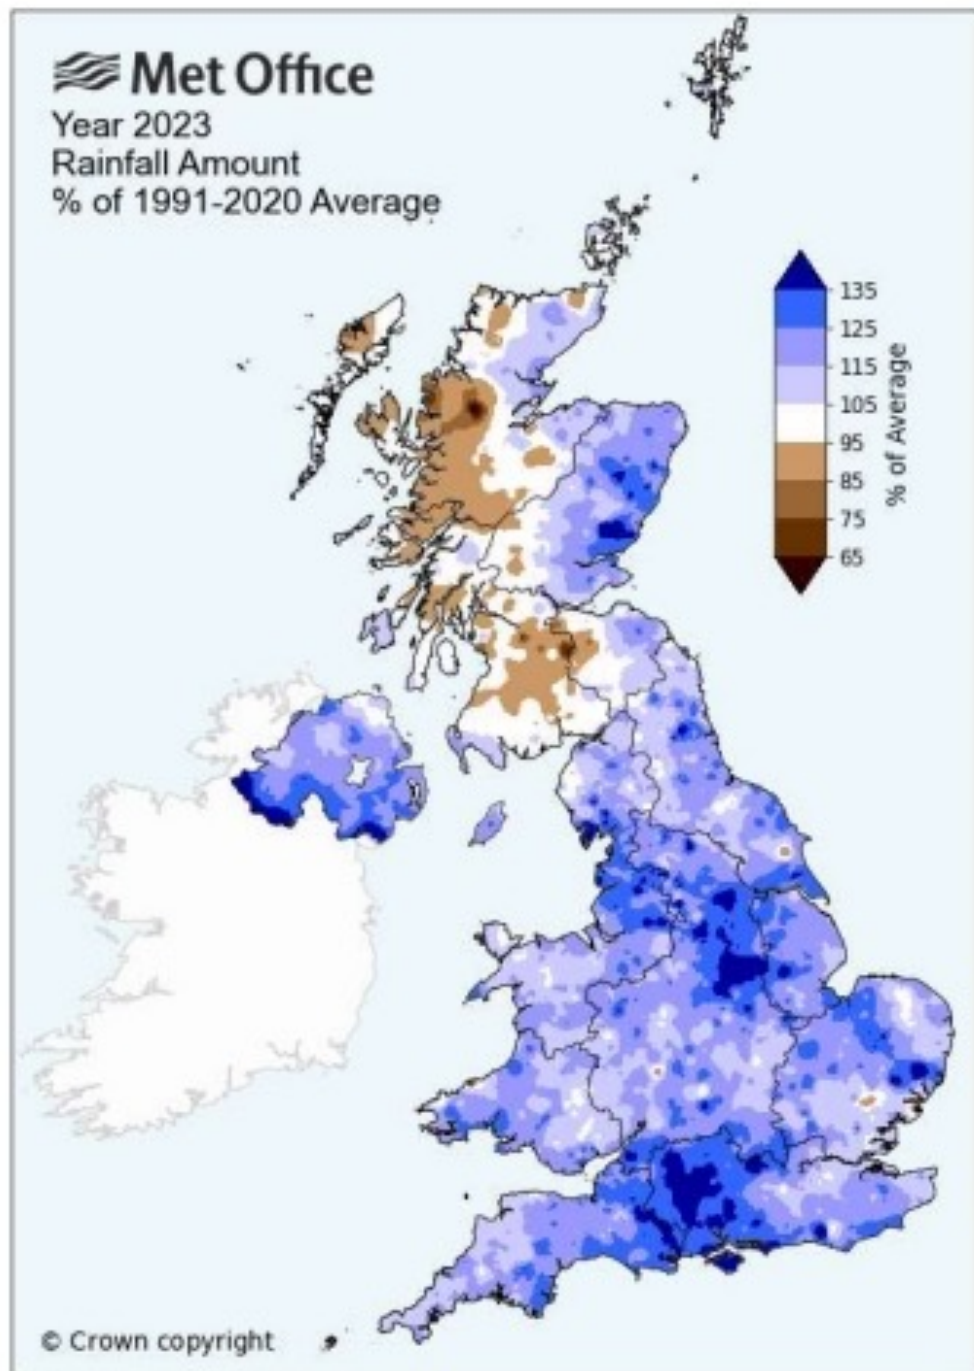 Met Office
Year 2023
Rainfall Amount
% of 1991-2020 Average
135
125
115
105
95
85
75
65
% of Average
© Crown copyright